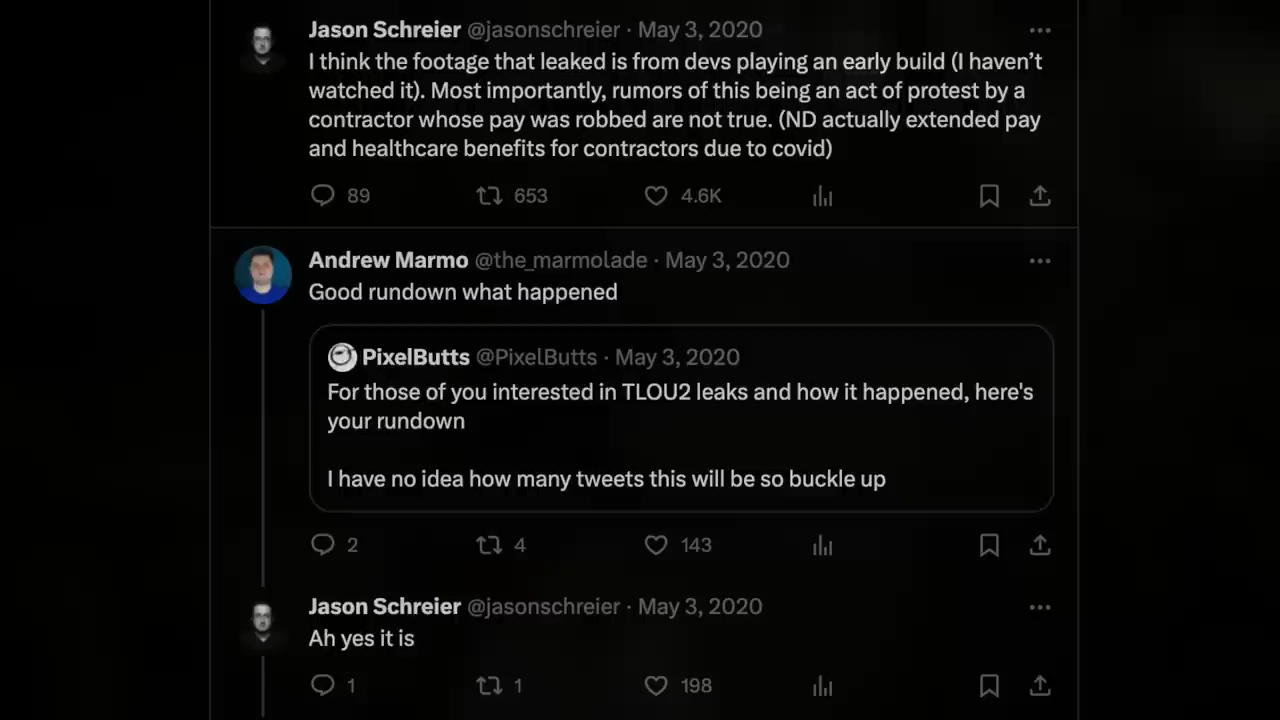 Jason Schreier @jasonschreier · May 3, 2020
I think the footage that leaked is from devs playing an early build (I haven’t
watched it). Most importantly, rumors of this being an act of protest by a
contractor whose pay was robbed are not true. (ND actually extended pay
and healthcare benefits for contractors due to covid)
89 653 4.6K
Andrew Marmo @the_marmolade · May 3, 2020
Good rundown what happened
PixelButts @PixelButts · May 3, 2020
For those of you interested in TLOU2 leaks and how it happened, here's
your rundown
I have no idea how many tweets this will be so buckle up
2 4 143
Jason Schreier @jasonschreier · May 3, 2020
Ah yes it is
1 1 198